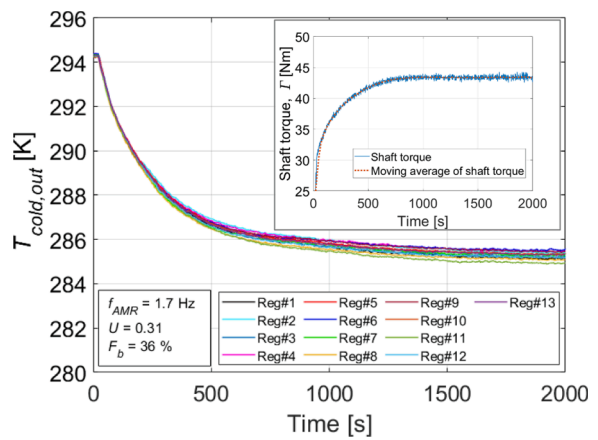 296
294
292
290
288
286
284
282
280
T_cold,out [K]
0
500
1000
1500
2000
Time [s]
50
45
40
35
30
25
Shaft torque, Γ [Nm]
0
500
1000
1500
2000
Time [s]
Shaft torque
Moving average of shaft torque
f_AMR = 1.7 Hz
U = 0.31
F_b = 36 %
Reg#1 Reg#5 Reg#9 Reg#13
Reg#2 Reg#6 Reg#10
Reg#3 Reg#7 Reg#11
Reg#4 Reg#8 Reg#12